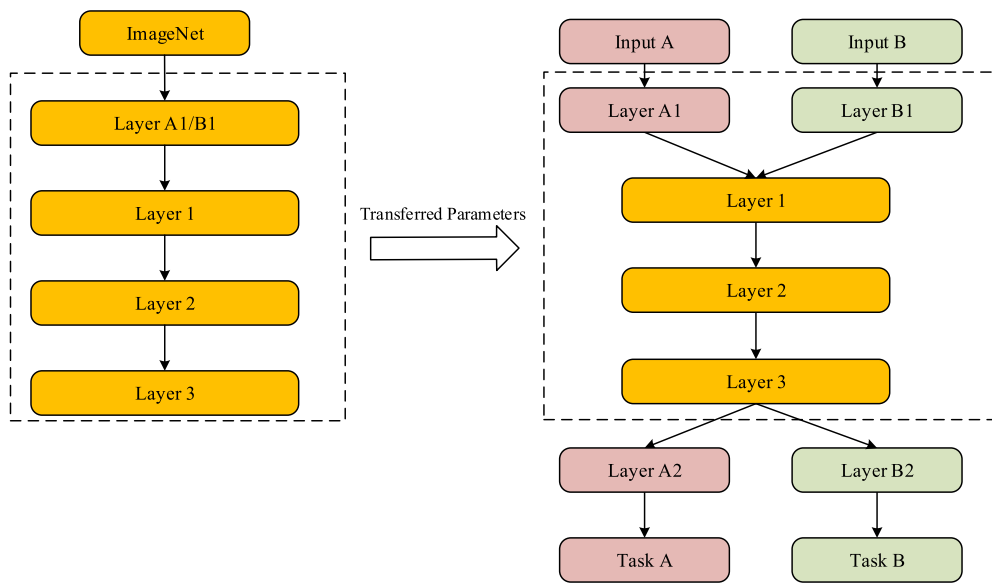 ImageNet
Layer A1/B1
Layer 1
Layer 2
Layer 3
Transferred Parameters
Input A
Input B
Layer A1
Layer B1
Layer 1
Layer 2
Layer 3
Layer A2
Layer B2
Task A
Task B